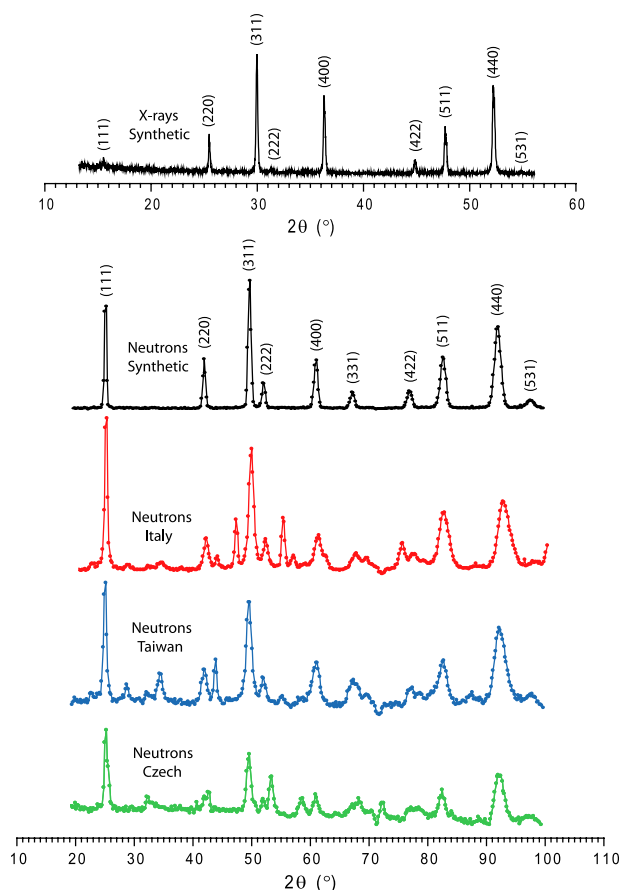 (111)
(220)
(311)
(222)
(400)
(422)
(511)
(440)
(531)
X-rays
Synthetic
10 20 30 40 50 60
2θ (°)
(111)
(220)
(311)
(222)
(400)
(331)
(422)
(511)
(440)
(531)
Neutrons
Synthetic
Neutrons
Italy
Neutrons
Taiwan
Neutrons
Czech
10 20 30 40 50 60 70 80 90 100 110
2θ (°)